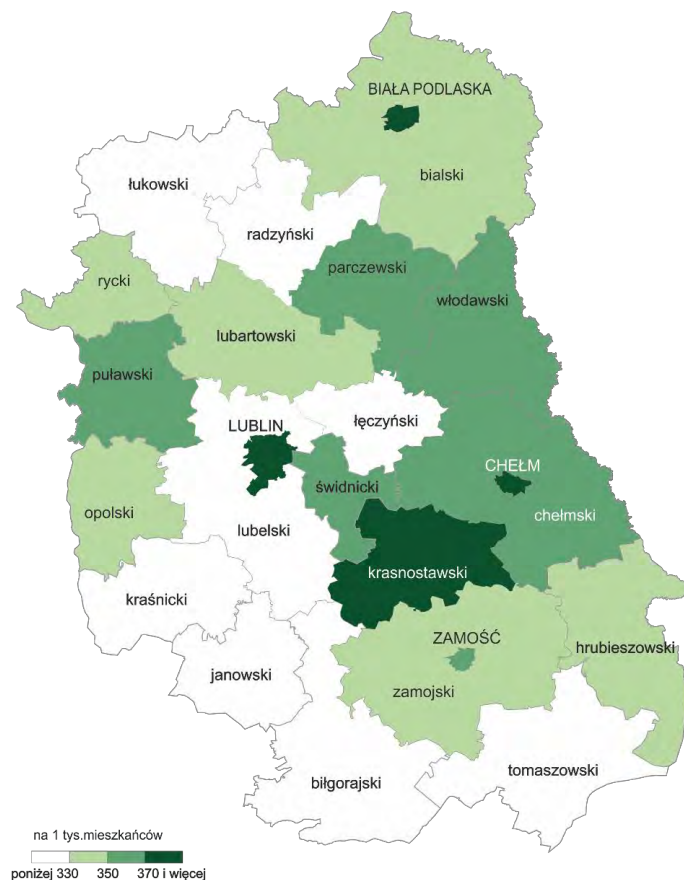 BIAŁA PODLASKA
bialski
łukowski
radzyński
parczewski
rycki
włodawski
lubartowski
puławski
łęczyński
LUBLIN
CHEŁM
świdnicki
opolski
chełmski
lubelski
krasnostawski
kraśnicki
ZAMOŚĆ
hrubieszowski
janowski
zamojski
tomaszowski
biłgorajski
na 1 tys.mieszkańców
poniżej 330 350 370 i więcej